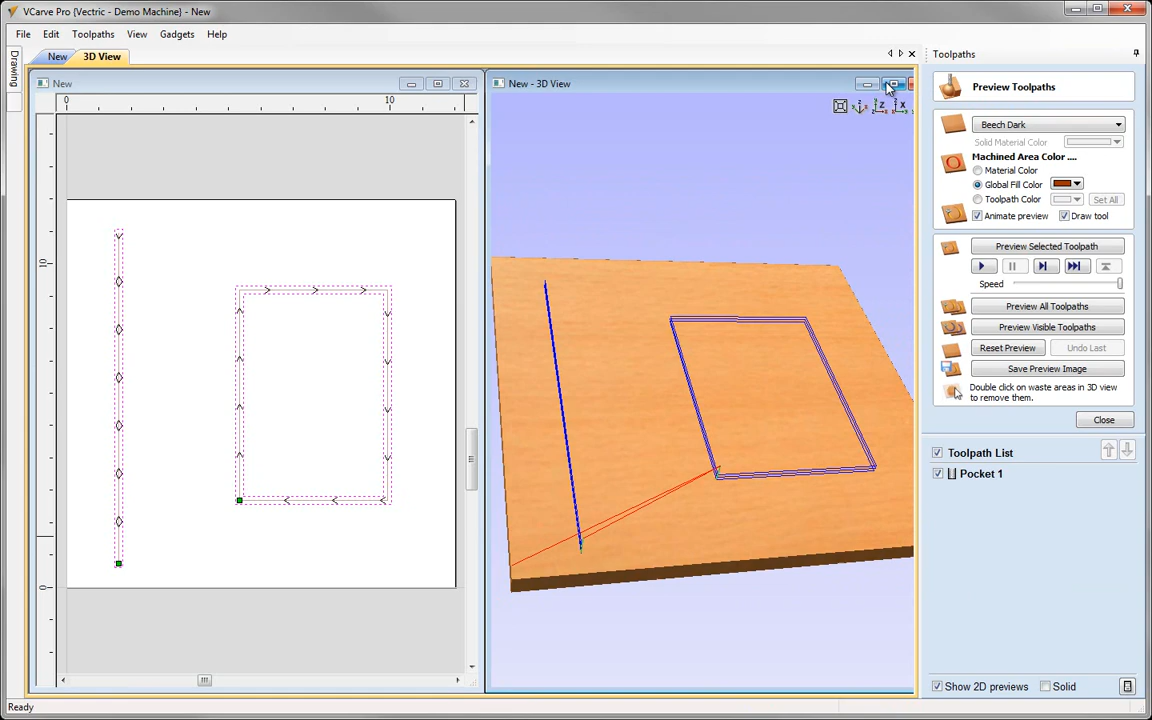 VCarve Pro {Vectric - Demo Machine} - New
File Edit Toolpaths View Gadgets Help
Drawing
New 3D View
New
0 10
10
0
New - 3D View
Z X
Toolpaths
Preview Toolpaths
Beech Dark
Solid Material Color
Machined Area Color ....
Material Color
Global Fill Color
Toolpath Color Set All
Animate preview Draw tool
Preview Selected Toolpath
Speed
Preview All Toolpaths
Preview Visible Toolpaths
Reset Preview Undo Last
Save Preview Image
Double click on waste areas in 3D view
to remove them.
Close
Toolpath List
Pocket 1
Show 2D previews Solid
Ready